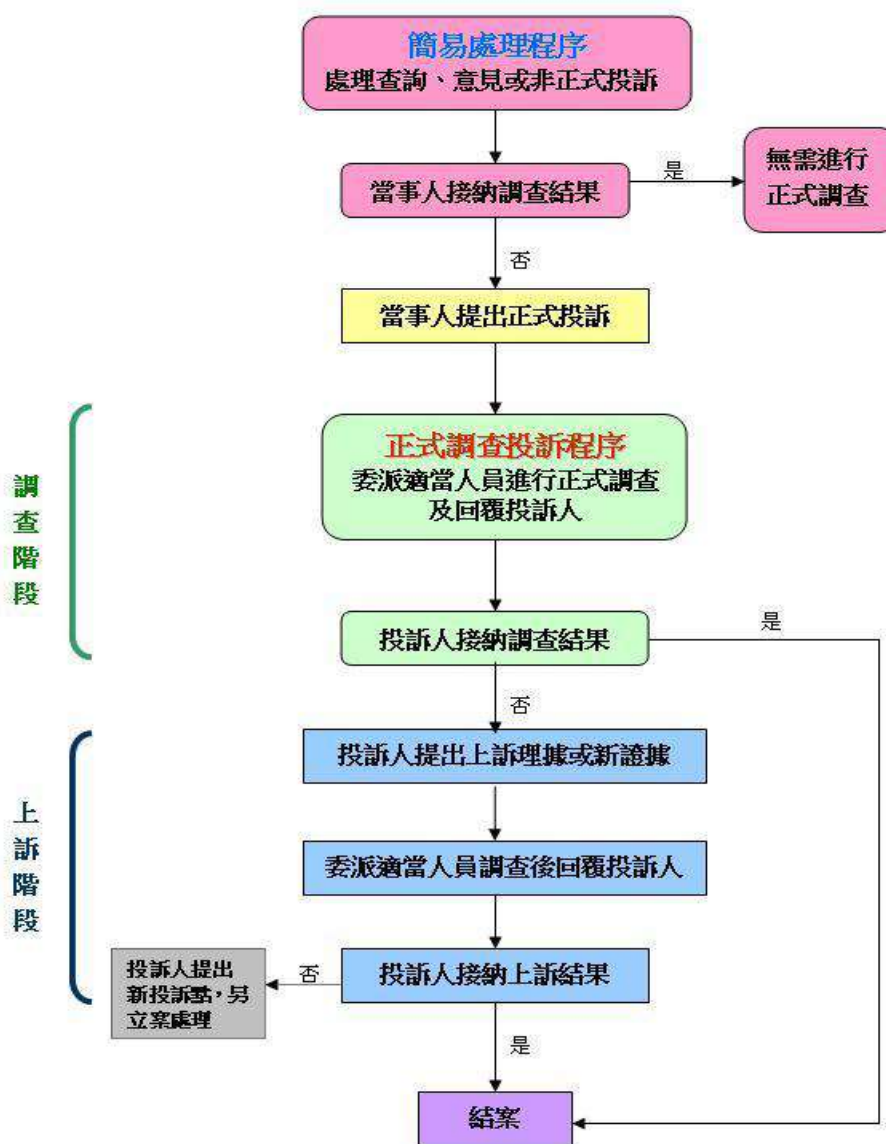 簡易處理程序
處理查詢、意見或非正式投訴
當事人接納調查結果
是
無需進行
正式調查
否
當事人提出正式投訴
調查階段
正式調查投訴程序
委派適當人員進行正式調查
及回覆投訴人
投訴人接納調查結果
是
否
上訴階段
投訴人提出上訴理據或新證據
委派適當人員調查後回覆投訴人
投訴人接納上訴結果
否
投訴人提出
新投訴點，另
立案處理
是
結案